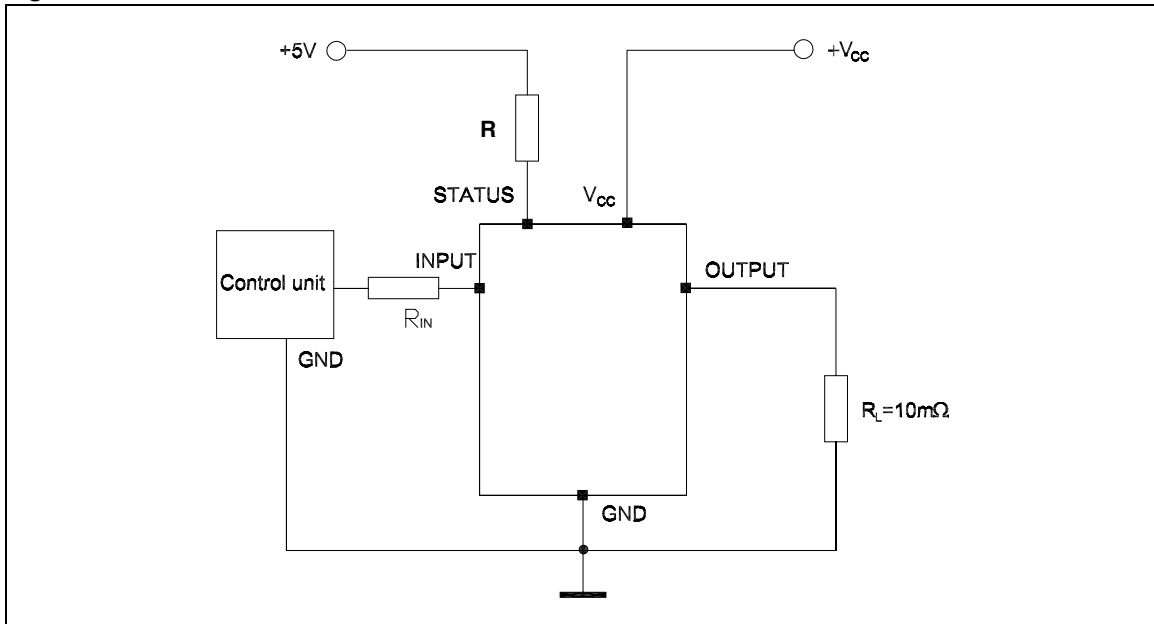 +5V
+VCC
R
STATUS
VCC
INPUT
OUTPUT
Control unit
RIN
GND
RL=10mΩ
GND